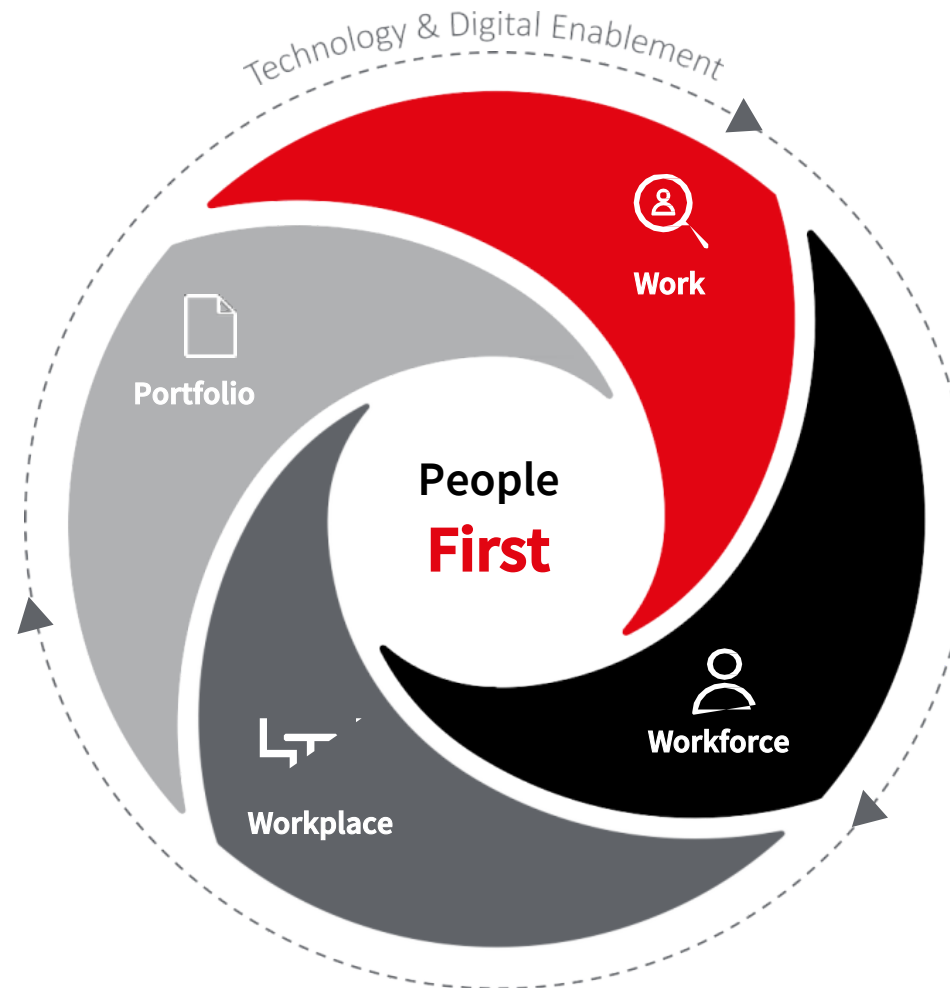 Technology & Digital Enablement
Work
Portfolio
People
First
Workforce
Workplace